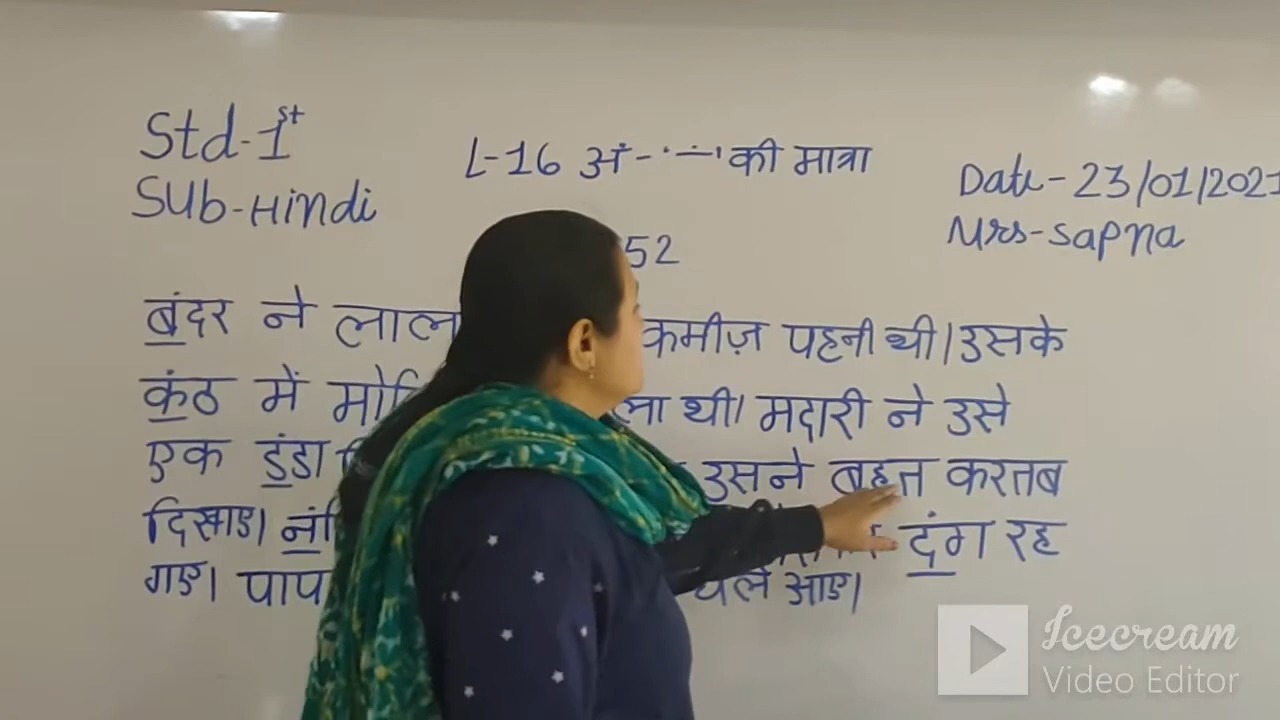 Std-1st
Sub-Hindi
L-16 अं - ' ∸ ' की मात्रा
Date - 23/01/2021
Mrs-Sapna
52
बंदर ने लाल कमीज़ पहनी थी। उसके
कंठ में ला थी। मदारी ने उसे
एक डंडा उसने बहुत करतब
दिखाए। दंग रह
गए। चले आए।
Icecream
Video Editor